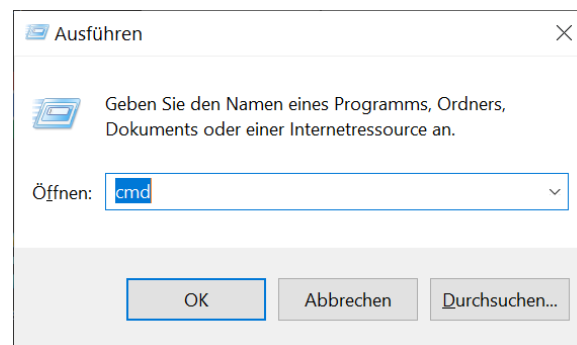 Ausführen
Geben Sie den Namen eines Programms, Ordners,
Dokuments oder einer Internetressource an.
Öffnen: cmd
OK Abbrechen Durchsuchen...